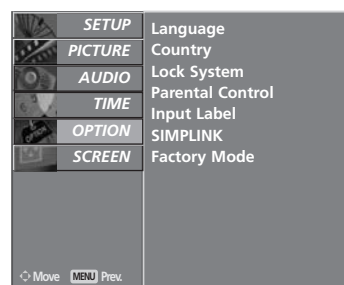 SETUP
PICTURE
AUDIO
TIME
OPTION
SCREEN
Language
Country
Lock System
Parental Control
Input Label
SIMPLINK
Factory Mode
Move MENU Prev.